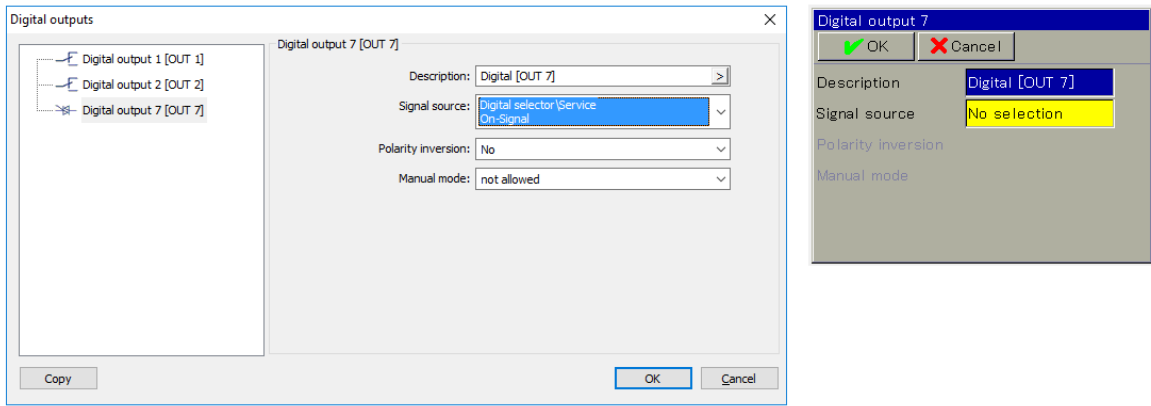 Digital outputs
Digital output 1 [OUT 1]
Digital output 2 [OUT 2]
Digital output 7 [OUT 7]
Digital output 7 [OUT 7]
Description: Digital [OUT 7] >
Signal source: Digital selector\Service
On-Signal
Polarity inversion: No
Manual mode: not allowed
Copy
OK
Cancel
Digital output 7
OK Cancel
Description Digital [OUT 7]
Signal source No selection
Polarity inversion
Manual mode